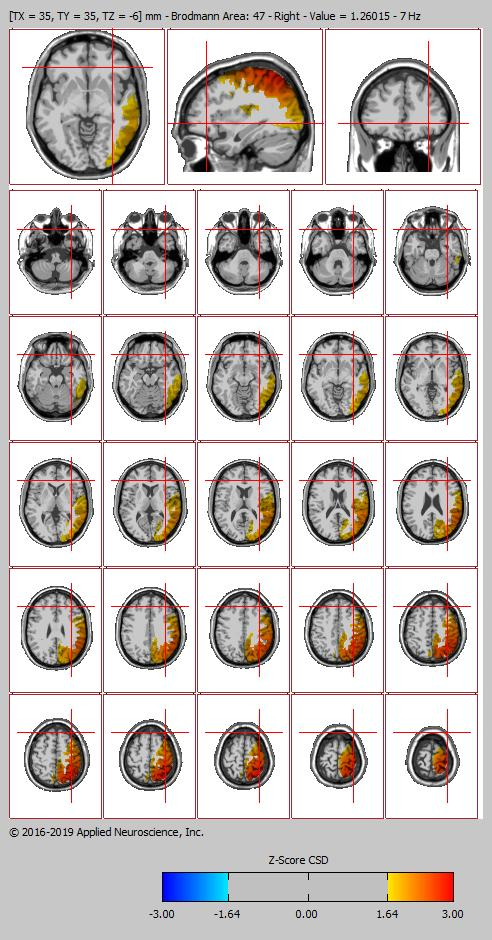 [TX = 35, TY = 35, TZ = -6] mm - Brodmann Area: 47 - Right - Value = 1.26015 - 7 Hz
© 2016-2019 Applied Neuroscience, Inc.
Z-Score CSD
-3.00 -1.64 0.00 1.64 3.00